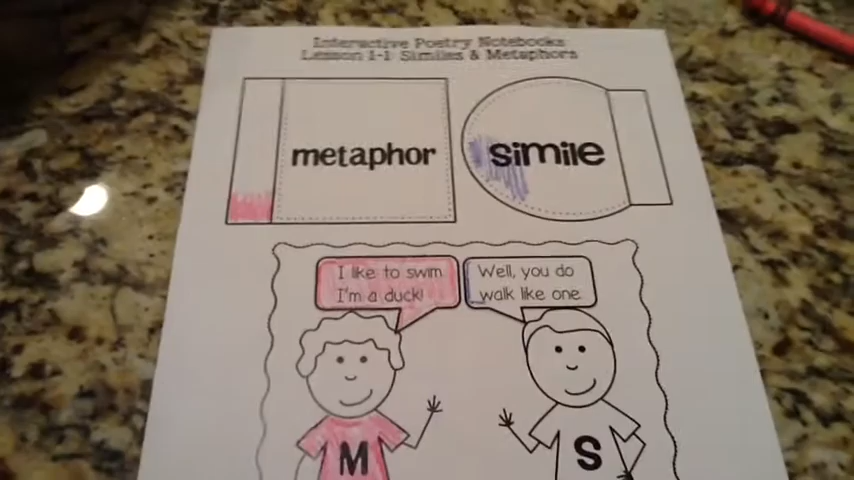 Interactive Poetry Notebooks
Lesson 1-1 Similes & Metaphors
metaphor
simile
I like to swim
I'm a duck!
Well, you do
walk like one
M
S